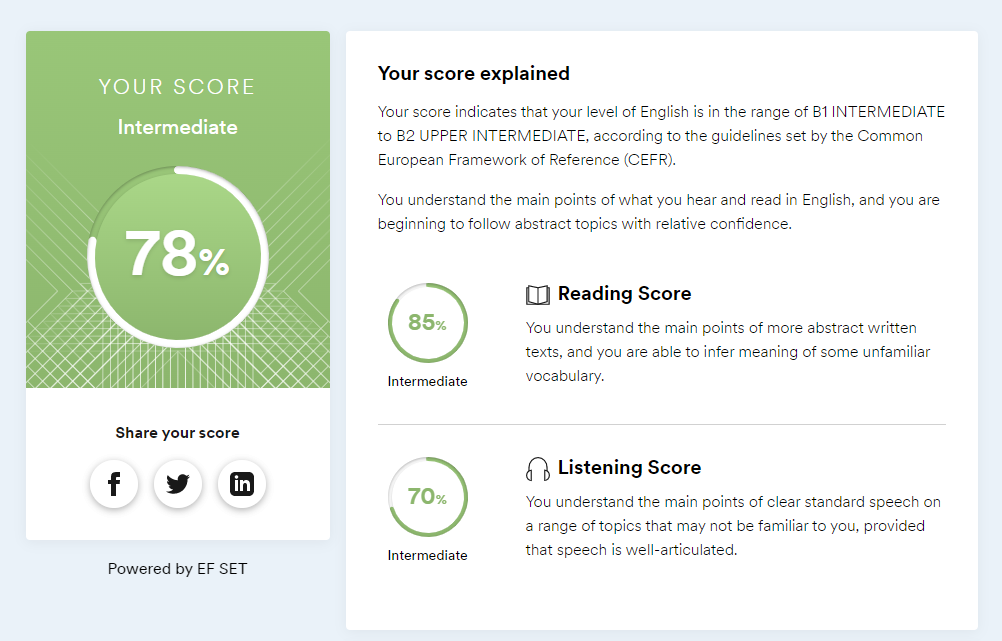 YOUR SCORE
Intermediate
78%
Share your score
f
in
Powered by EF SET
Your score explained
Your score indicates that your level of English is in the range of B1 INTERMEDIATE
to B2 UPPER INTERMEDIATE, according to the guidelines set by the Common
European Framework of Reference (CEFR).
You understand the main points of what you hear and read in English, and you are
beginning to follow abstract topics with relative confidence.
85%
Intermediate
Reading Score
You understand the main points of more abstract written
texts, and you are able to infer meaning of some unfamiliar
vocabulary.
70%
Intermediate
Listening Score
You understand the main points of clear standard speech on
a range of topics that may not be familiar to you, provided
that speech is well-articulated.